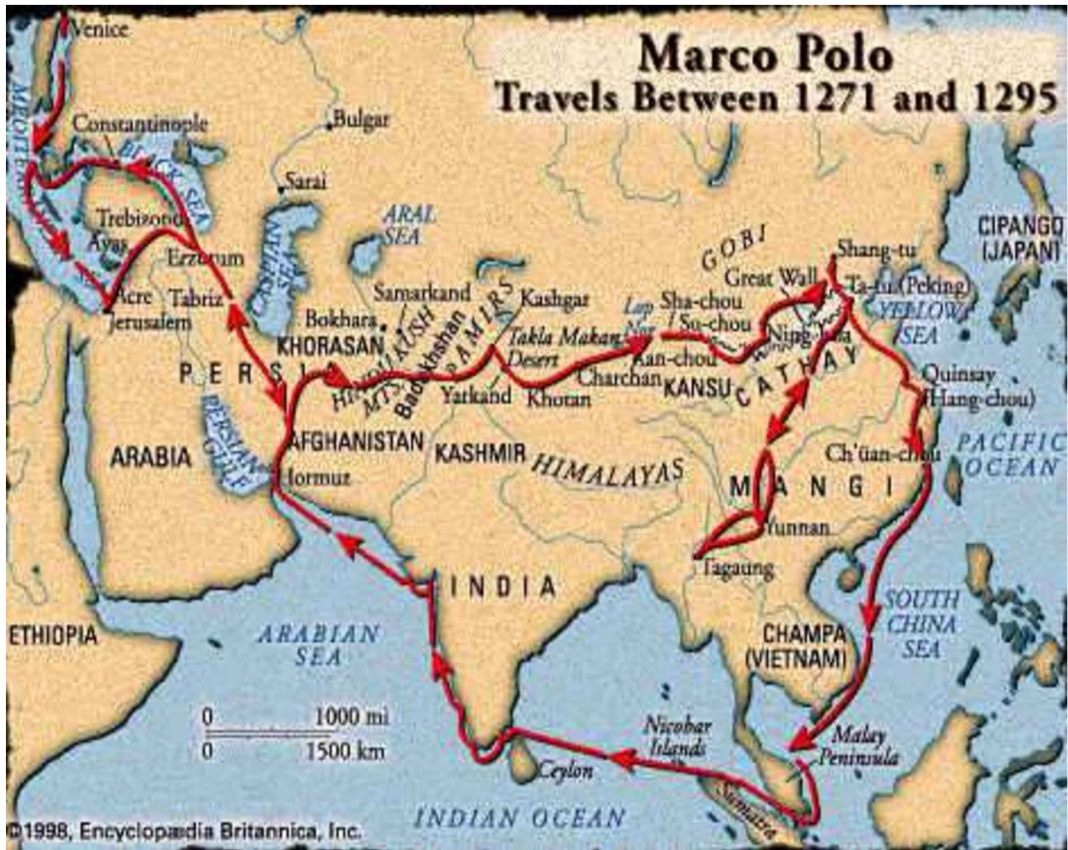 Marco Polo
Travels Between 1271 and 1295
Venice
Constantinople
BLACK SEA
Bulgar
Sarai
CIPANGO
(JAPAN)
Trebizond
Ayas
Erzurum
CASPIAN
SEA
ARAL
SEA
GOBI
Shang-tu
Great Wall
Ta-tu (Peking)
YELLOW
SEA
Acre
Tabriz
Jerusalem
Samarkand
Bokhara
KHORASAN
HINDU KUSH
MTS.
Badakhshan
PAMIRS
Kashgar
Takla Makan
Desert
Lop
Nor
Sha-chou
Su-chou
Kan-chou
Ning-hsia
PERSIA
Yarkand
Khotan
Charchan
KANSU
CATHAY
Quinsay
(Hang-chou)
PERSIAN
GULF
ARABIA
AFGHANISTAN
KASHMIR
HIMALAYAS
Ch'üan-chou
PACIFIC
OCEAN
Hormuz
MANGI
Yunnan
Tagaung
INDIA
ETHIOPIA
ARABIAN
SEA
CHAMPA
(VIETNAM)
SOUTH
CHINA
SEA
0 1000 mi
0 1500 km
Nicobar
Islands
Malay
Peninsula
Ceylon
Sumatra
INDIAN OCEAN
©1998, Encyclopædia Britannica, Inc.